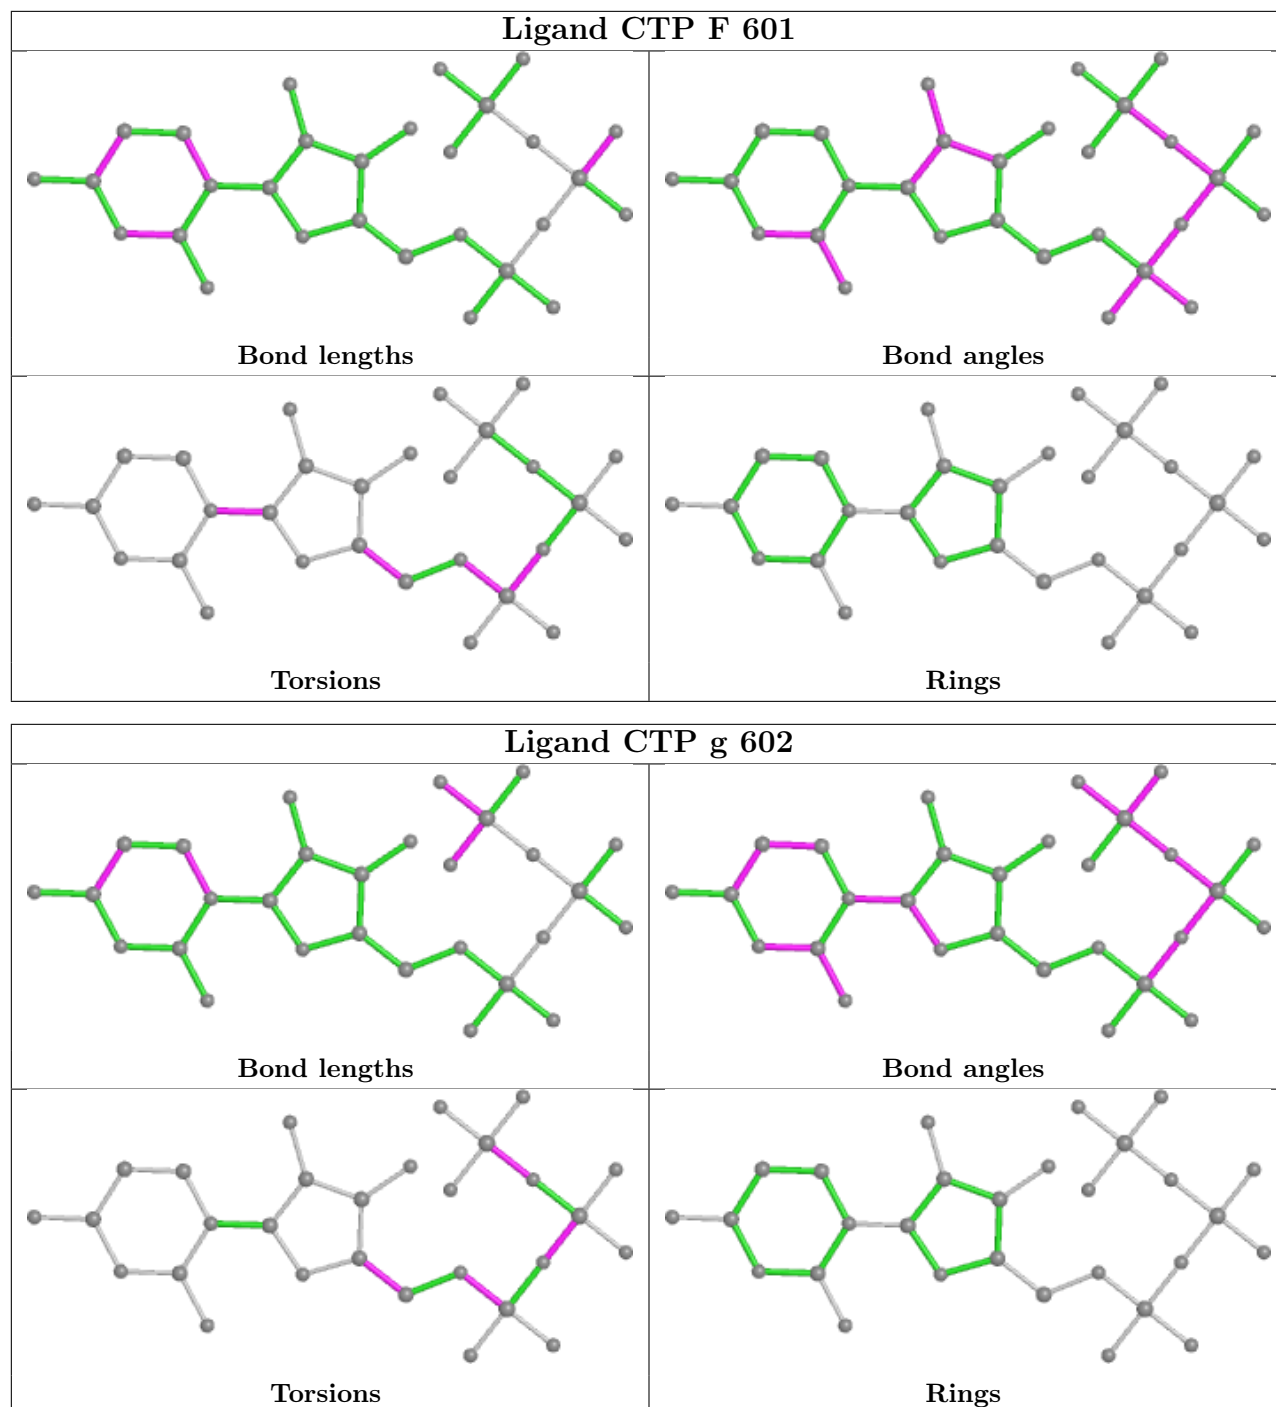 Ligand CTP F 601
Bond lengths
Bond angles
Torsions
Rings
Ligand CTP g 602
Bond lengths
Bond angles
Torsions
Rings